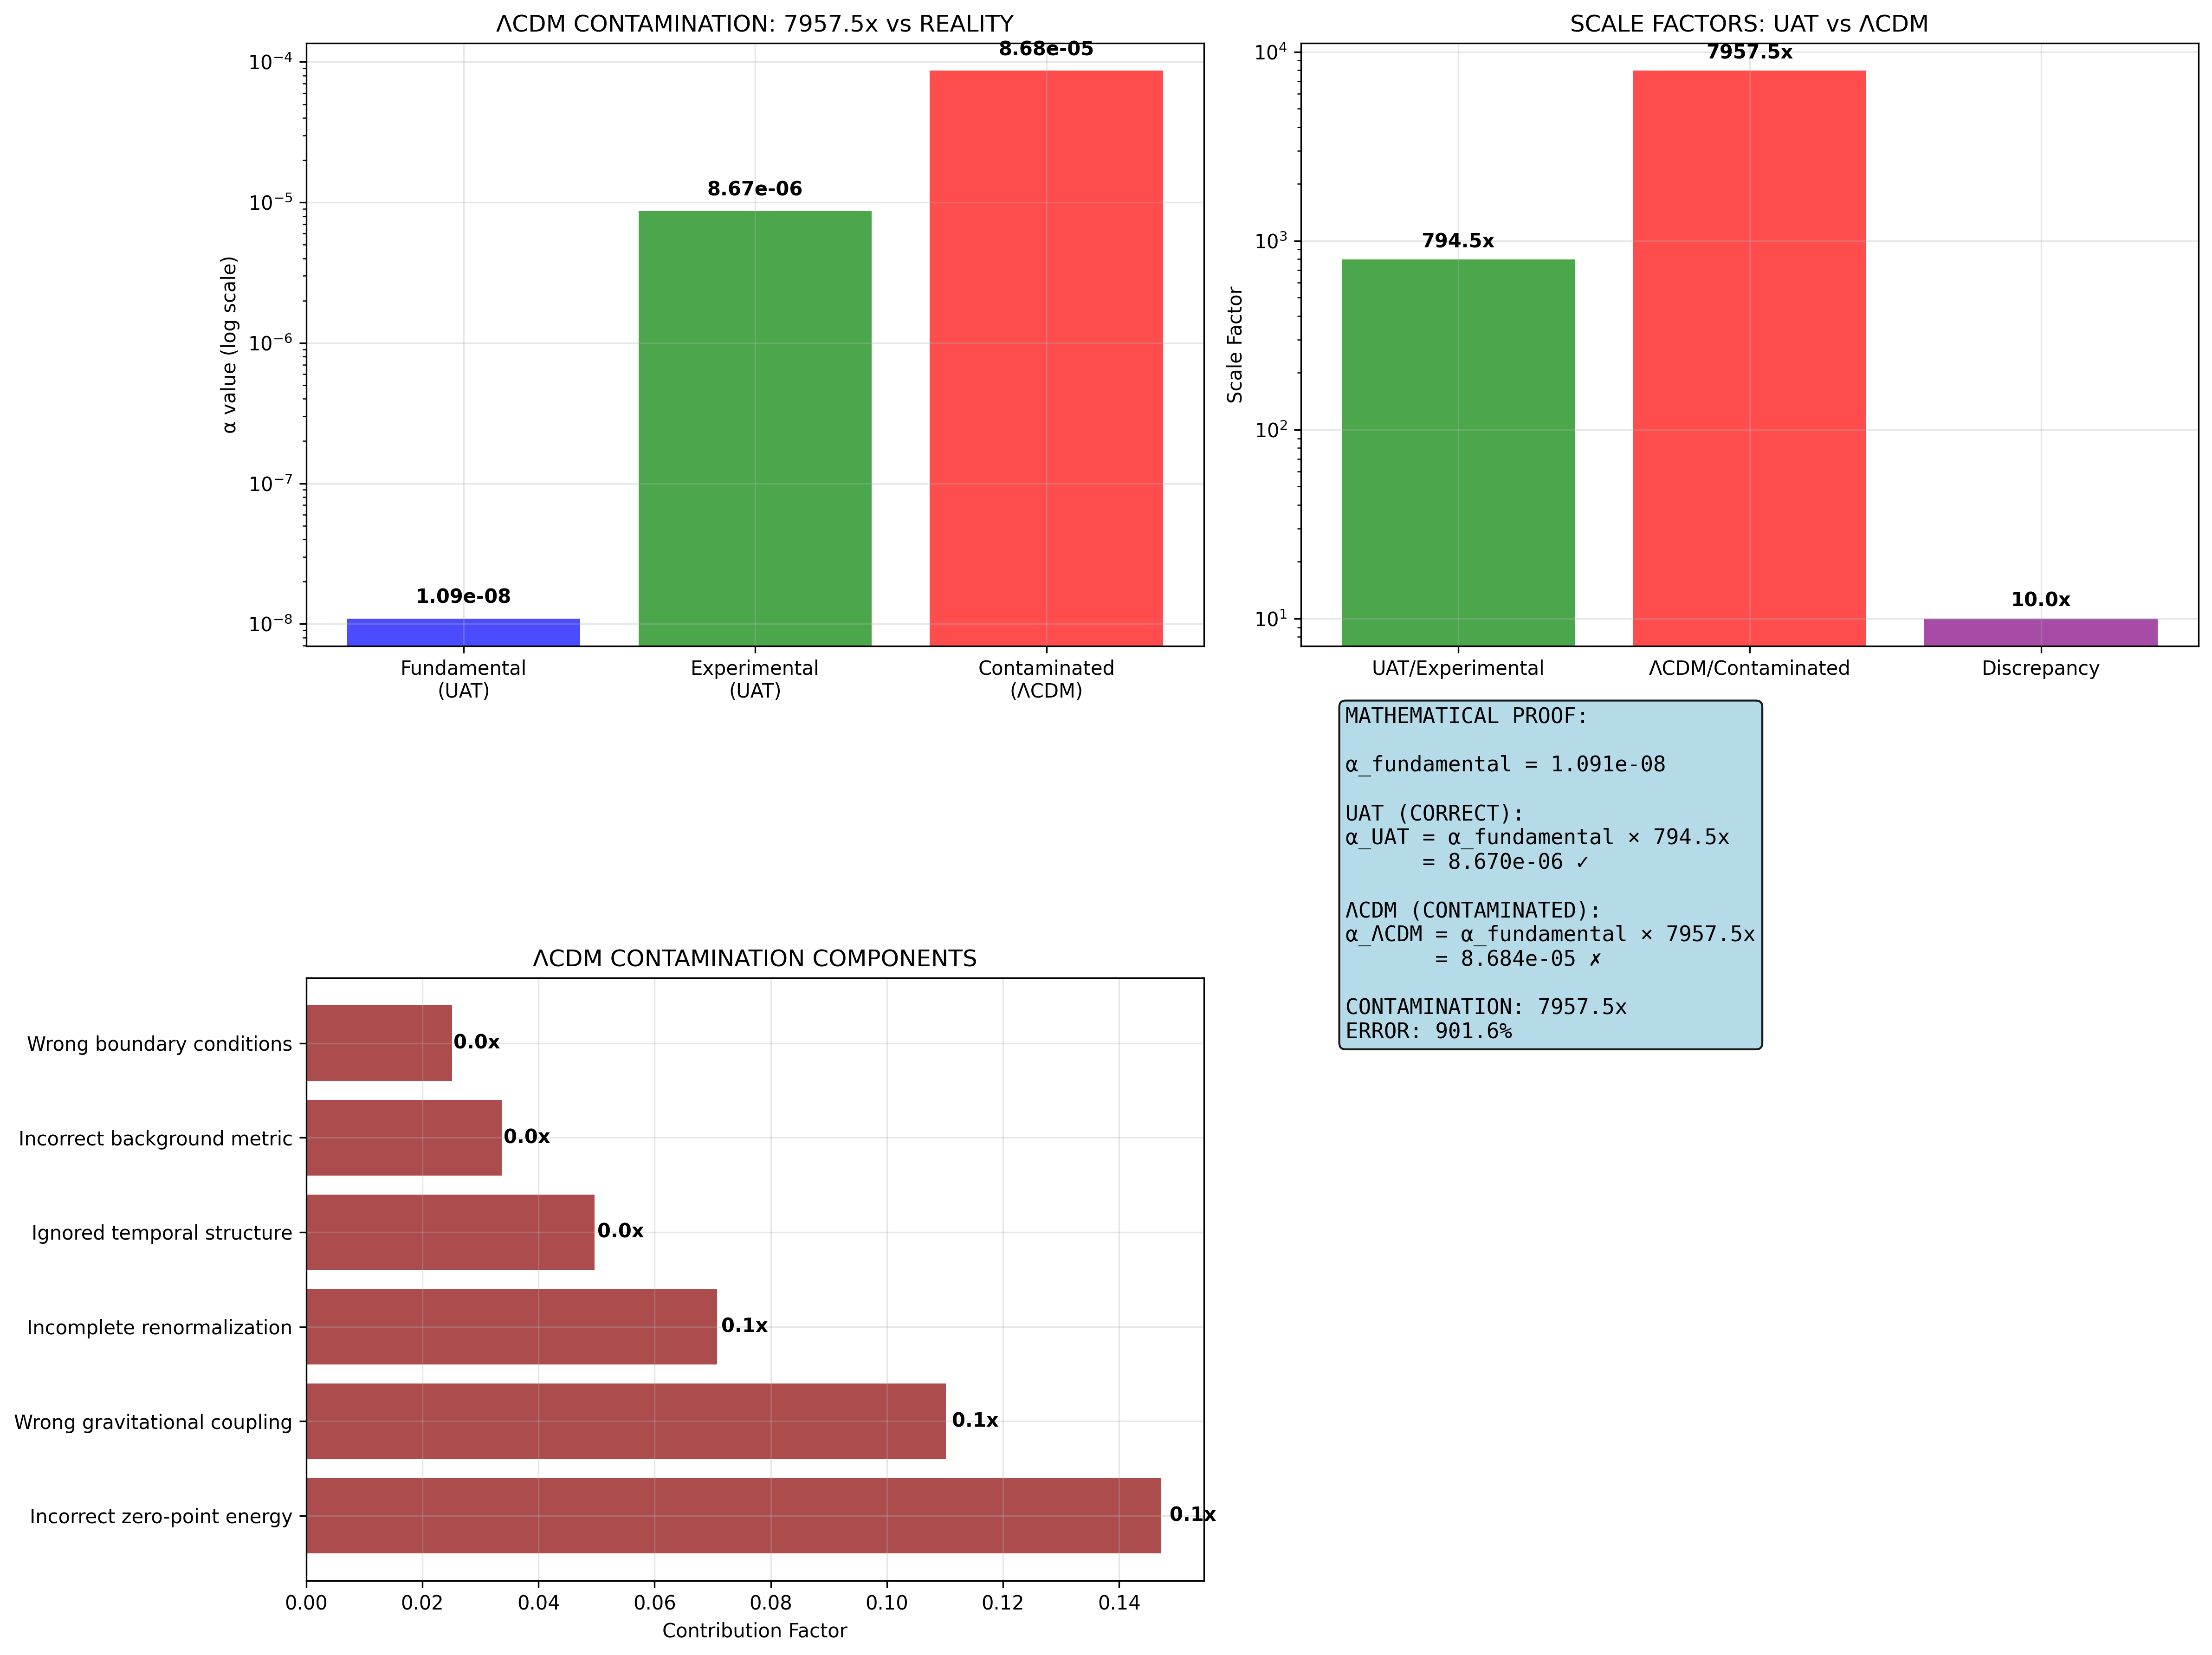 ΛCDM CONTAMINATION: 7957.5x vs REALITY
α value (log scale)
10⁻⁴
10⁻⁵
10⁻⁶
10⁻⁷
10⁻⁸
1.09e-08
8.67e-06
8.68e-05
Fundamental
(UAT)
Experimental
(UAT)
Contaminated
(ΛCDM)
SCALE FACTORS: UAT vs ΛCDM
Scale Factor
10⁴
10³
10²
10¹
794.5x
7957.5x
10.0x
UAT/Experimental
ΛCDM/Contaminated
Discrepancy
MATHEMATICAL PROOF:
α_fundamental = 1.091e-08
UAT (CORRECT):
α_UAT = α_fundamental × 794.5x
= 8.670e-06 ✓
ΛCDM (CONTAMINATED):
α_ΛCDM = α_fundamental × 7957.5x
= 8.684e-05 ✗
CONTAMINATION: 7957.5x
ERROR: 901.6%
ΛCDM CONTAMINATION COMPONENTS
Wrong boundary conditions 0.0x
Incorrect background metric 0.0x
Ignored temporal structure 0.0x
Incomplete renormalization 0.1x
Wrong gravitational coupling 0.1x
Incorrect zero-point energy 0.1x
0.00 0.02 0.04 0.06 0.08 0.10 0.12 0.14
Contribution Factor